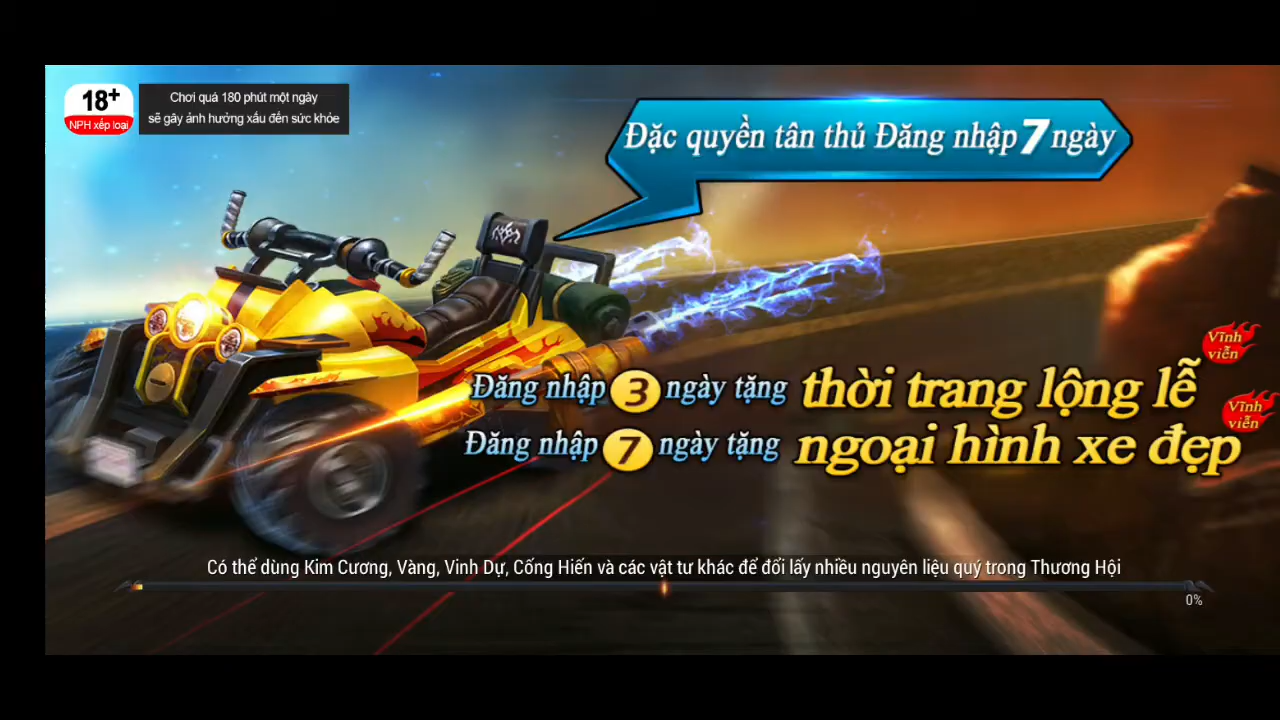 18+
NPH xếp loại
Chơi quá 180 phút một ngày
sẽ gây ảnh hưởng xấu đến sức khỏe
Đặc quyền tân thủ Đăng nhập 7 ngày
Vĩnh
viễn
Đăng nhập 3 ngày tặng thời trang lộng lẫy
Vĩnh
viễn
Đăng nhập 7 ngày tặng ngoại hình xe đẹp
Có thể dùng Kim Cương, Vàng, Vinh Dự, Cống Hiến và các vật tư khác để đổi lấy nhiều nguyên liệu quý trong Thương Hội
0%